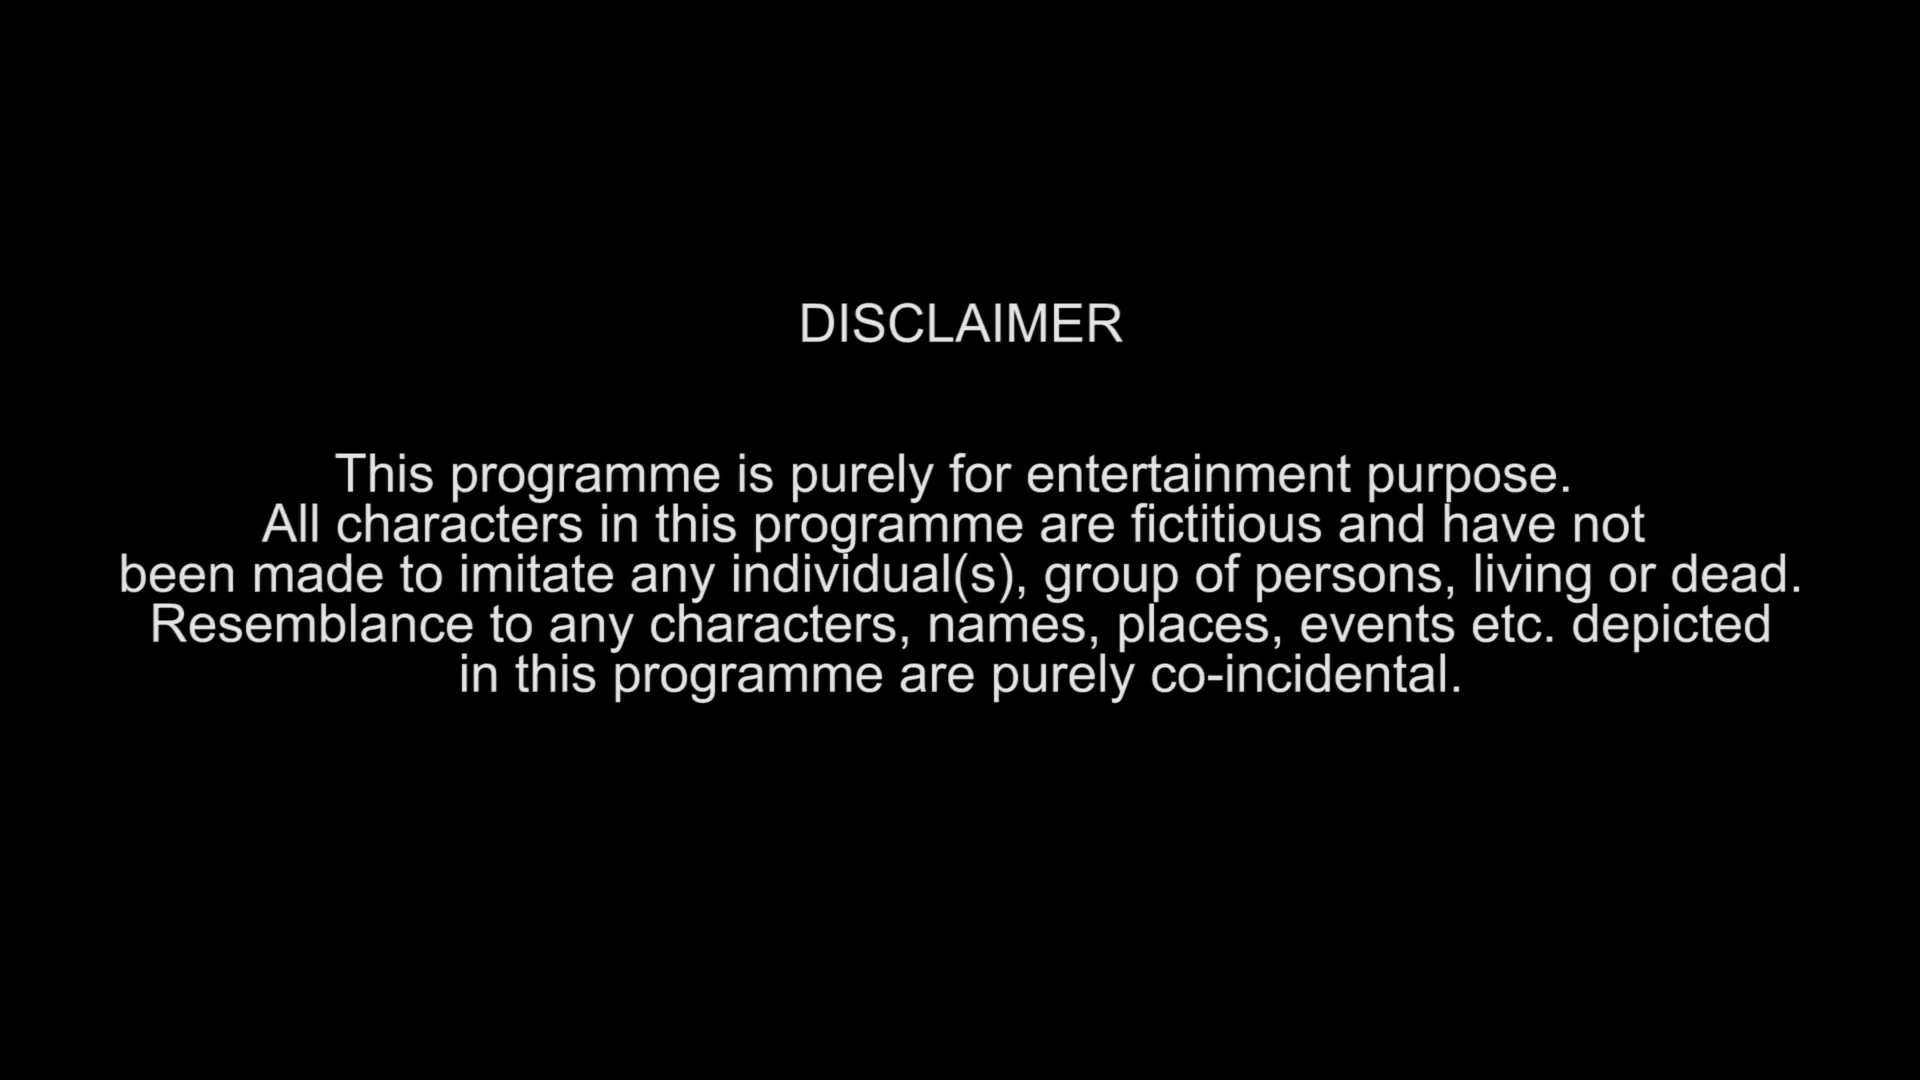 DISCLAIMER
This programme is purely for entertainment purpose.
All characters in this programme are fictitious and have not
been made to imitate any individual(s), group of persons, living or dead.
Resemblance to any characters, names, places, events etc. depicted
in this programme are purely co-incidental.